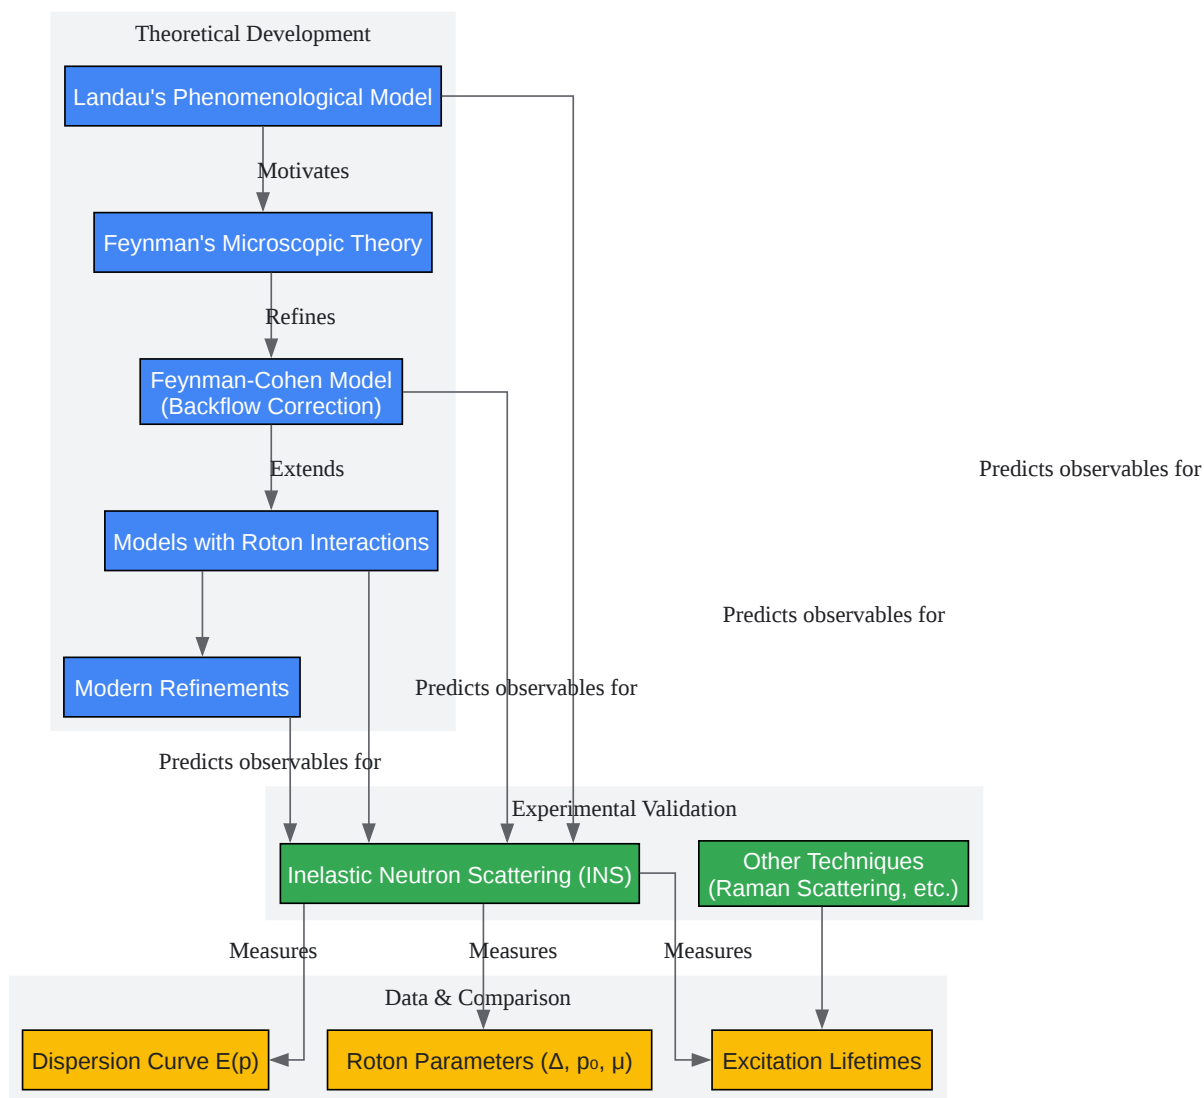 Theoretical Development
Landau's Phenomenological Model
Motivates
Feynman's Microscopic Theory
Refines
Feynman-Cohen Model
(Backflow Correction)
Extends
Predicts observables for
Models with Roton Interactions
Predicts observables for
Modern Refinements
Predicts observables for
Predicts observables for
Experimental Validation
Inelastic Neutron Scattering (INS)
Other Techniques
(Raman Scattering, etc.)
Measures
Measures
Measures
Data & Comparison
Dispersion Curve E(p)
Roton Parameters (Δ, p₀, μ)
Excitation Lifetimes